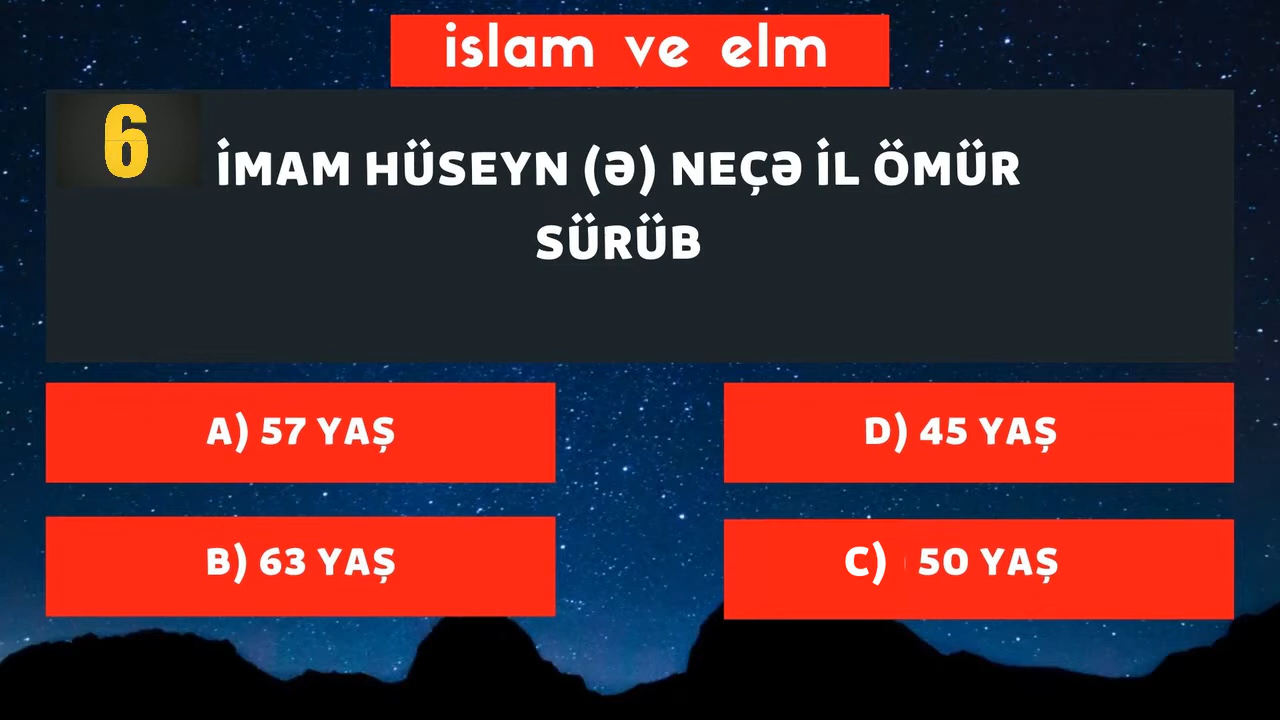 islam ve elm
6
İMAM HÜSEYN (Ə) NEÇƏ İL ÖMÜR
SÜRÜB
A) 57 YAŞ
D) 45 YAŞ
B) 63 YAŞ
C) 50 YAŞ